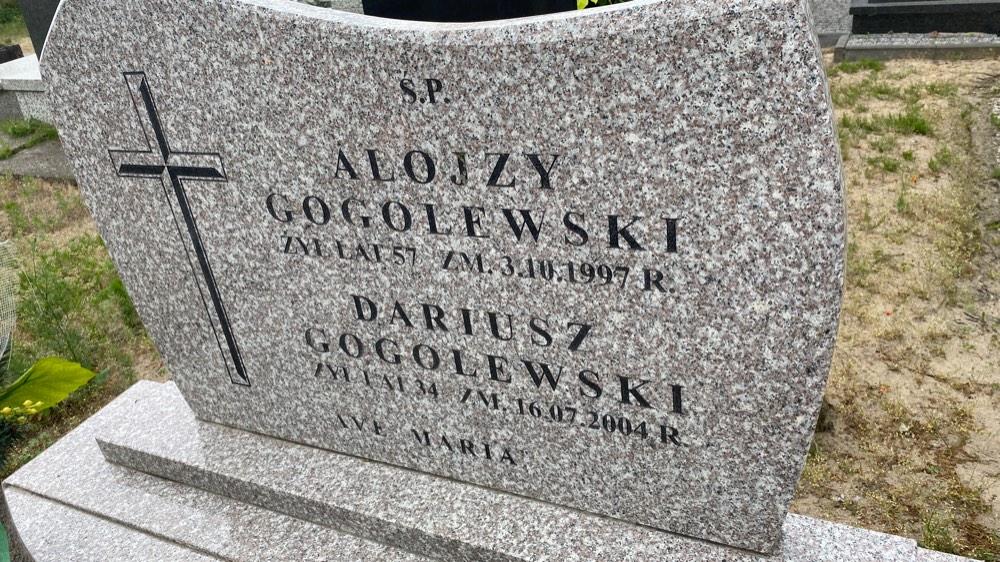 Ś.P.
ALOJZY
GOGOLEWSKI
ŻYŁ LAT 57 ZM. 3.10.1997 R.
DARIUSZ
GOGOLEWSKI
ŻYŁ LAT 34 ZM. 16.07.2004 R.
AVE MARIA